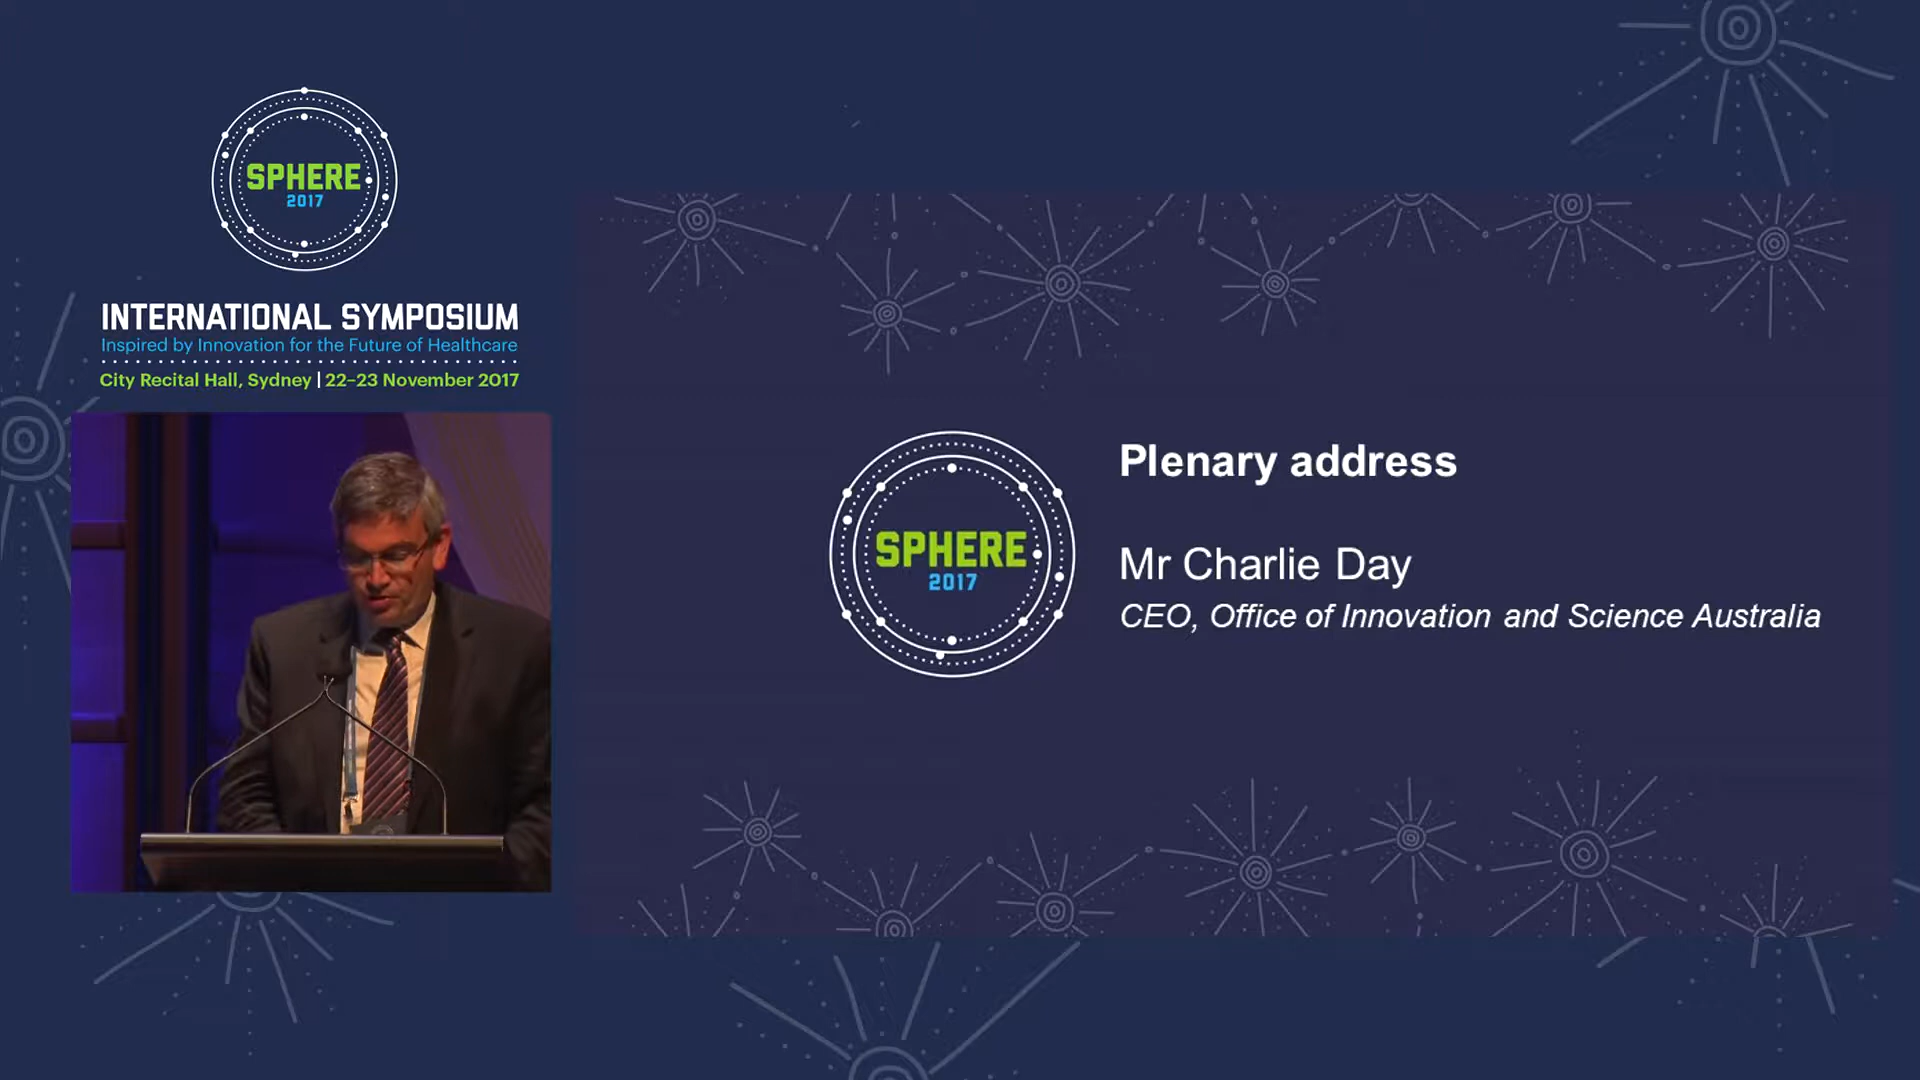 SPHERE
2017
INTERNATIONAL SYMPOSIUM
Inspired by Innovation for the Future of Healthcare
City Recital Hall, Sydney | 22–23 November 2017
SPHERE
2017
Plenary address
Mr Charlie Day
CEO, Office of Innovation and Science Australia